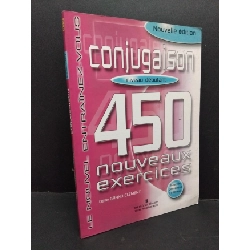 Nouvelle édition
conjugaison
450
nouveaux
exercices
LE NOUVEL ENTRAÎNEZ-VOUS